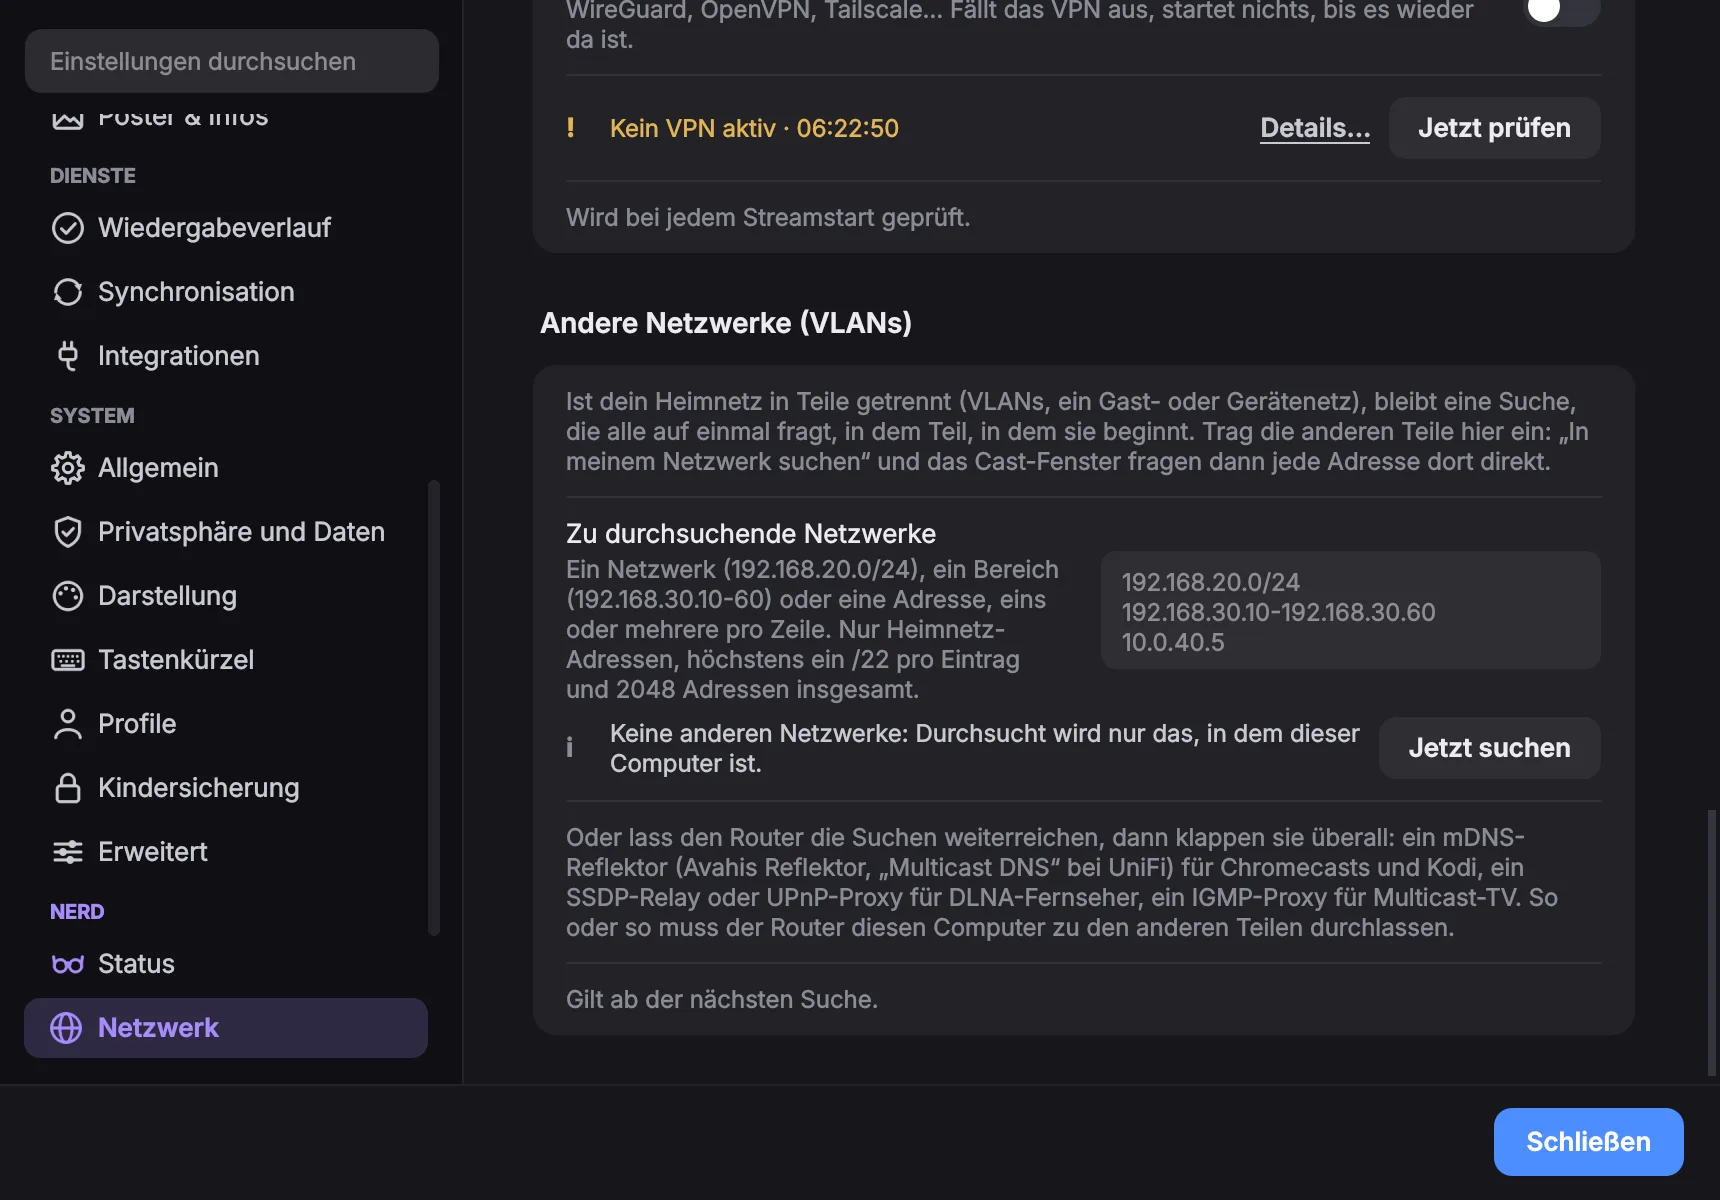 Einstellungen durchsuchen
Poster & Infos
DIENSTE
Wiedergabeverlauf
Synchronisation
Integrationen
SYSTEM
Allgemein
Privatsphäre und Daten
Darstellung
Tastenkürzel
Profile
Kindersicherung
Erweitert
NERD
Status
Netzwerk
WireGuard, OpenVPN, Tailscale... Fällt das VPN aus, startet nichts, bis es wieder
da ist.
! Kein VPN aktiv · 06:22:50
Details...
Jetzt prüfen
Wird bei jedem Streamstart geprüft.
Andere Netzwerke (VLANs)
Ist dein Heimnetz in Teile getrennt (VLANs, ein Gast- oder Gerätenetz), bleibt eine Suche,
die alle auf einmal fragt, in dem Teil, in dem sie beginnt. Trag die anderen Teile hier ein: „In
meinem Netzwerk suchen“ und das Cast-Fenster fragen dann jede Adresse dort direkt.
Zu durchsuchende Netzwerke
Ein Netzwerk (192.168.20.0/24), ein Bereich
(192.168.30.10-60) oder eine Adresse, eins
oder mehrere pro Zeile. Nur Heimnetz-
Adressen, höchstens ein /22 pro Eintrag
und 2048 Adressen insgesamt.
192.168.20.0/24
192.168.30.10-192.168.30.60
10.0.40.5
i Keine anderen Netzwerke: Durchsucht wird nur das, in dem dieser
Computer ist.
Jetzt suchen
Oder lass den Router die Suchen weiterreichen, dann klappen sie überall: ein mDNS-
Reflektor (Avahis Reflektor, „Multicast DNS“ bei UniFi) für Chromecasts und Kodi, ein
SSDP-Relay oder UPnP-Proxy für DLNA-Fernseher, ein IGMP-Proxy für Multicast-TV. So
oder so muss der Router diesen Computer zu den anderen Teilen durchlassen.
Gilt ab der nächsten Suche.
Schließen